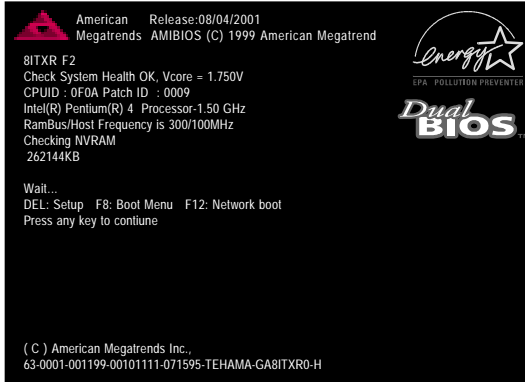 American Release:08/04/2001
Megatrends AMIBIOS (C) 1999 American Megatrend
energy
EPA POLLUTION PREVENTER
8ITXR F2
Check System Health OK, Vcore = 1.750V
CPUID : 0F0A Patch ID : 0009
Intel(R) Pentium(R) 4 Processor-1.50 GHz
RamBus/Host Frequency is 300/100MHz
Checking NVRAM
262144KB
Dual
BIOS™
Wait...
DEL: Setup F8: Boot Menu F12: Network boot
Press any key to contiune
( C ) American Megatrends Inc.,
63-0001-001199-00101111-071595-TEHAMA-GA8ITXR0-H